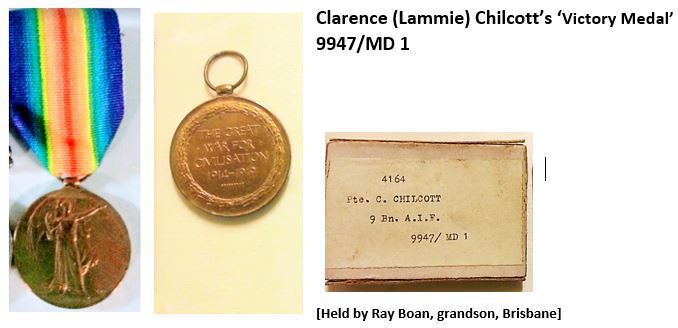 Clarence (Lammie) Chilcott’s ‘Victory Medal’
9947/MD 1
THE GREAT
WAR FOR
CIVILISATION
1914-1919
4164
Pte. C. CHILCOTT
9 Bn. A.I.F.
9947/ MD 1
[Held by Ray Boan, grandson, Brisbane]